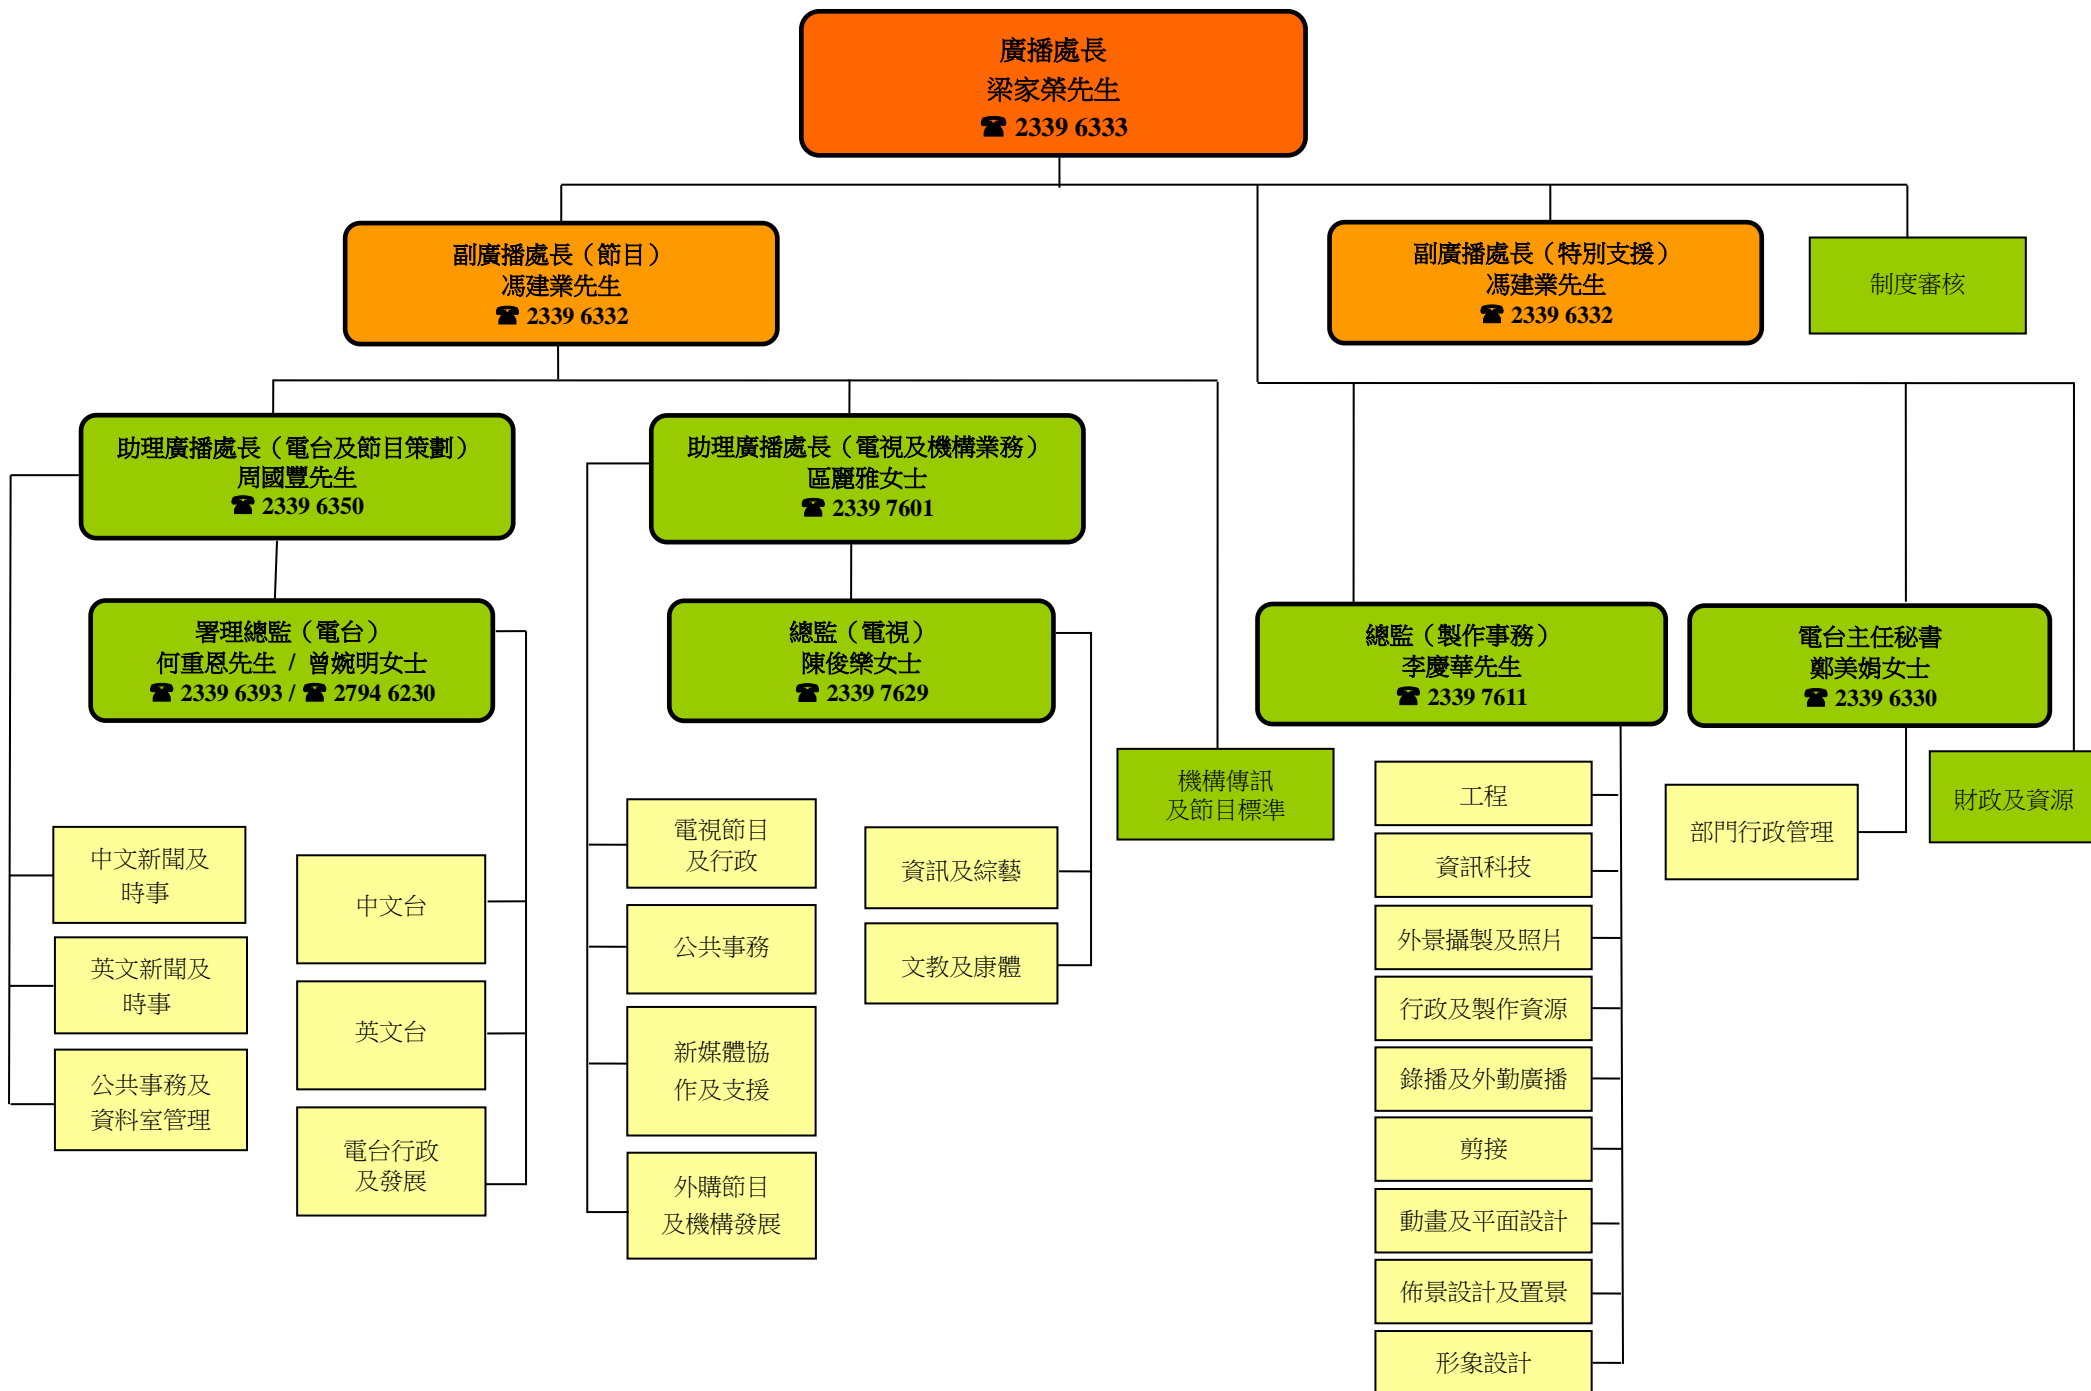 廣播處長
梁家榮先生
☎ 2339 6333
副廣播處長（節目）
馮建業先生
☎ 2339 6332
副廣播處長（特別支援）
馮建業先生
☎ 2339 6332
制度審核
助理廣播處長（電台及節目策劃）
周國豐先生
☎ 2339 6350
助理廣播處長（電視及機構業務）
區麗雅女士
☎ 2339 7601
署理總監（電台）
何重恩先生 / 曾婉明女士
☎ 2339 6393 / ☎ 2794 6230
總監（電視）
陳俊樂女士
☎ 2339 7629
總監（製作事務）
李慶華先生
☎ 2339 7611
電台主任秘書
鄭美娟女士
☎ 2339 6330
機構傳訊
及節目標準
財政及資源
部門行政管理
中文新聞及
時事
英文新聞及
時事
公共事務及
資料室管理
中文台
英文台
電台行政
及發展
電視節目
及行政
公共事務
新媒體協
作及支援
外購節目
及機構發展
資訊及綜藝
文教及康體
工程
資訊科技
外景攝製及照片
行政及製作資源
錄播及外勤廣播
剪接
動畫及平面設計
佈景設計及置景
形象設計